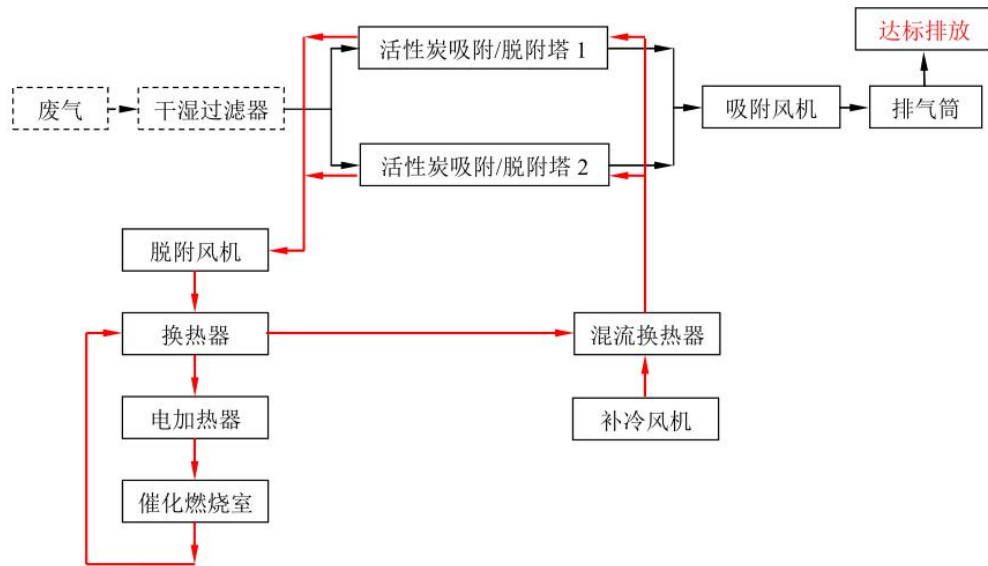 达标排放
活性炭吸附/脱附塔 1
废气
干湿过滤器
吸附风机
排气筒
活性炭吸附/脱附塔 2
脱附风机
换热器
混流换热器
电加热器
补冷风机
催化燃烧室